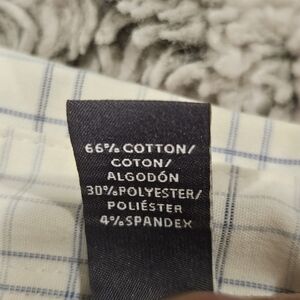 66% COTTON/
COTON/
ALGODÓN
30% POLYESTER/
POLIÉSTER
4% SPANDEX